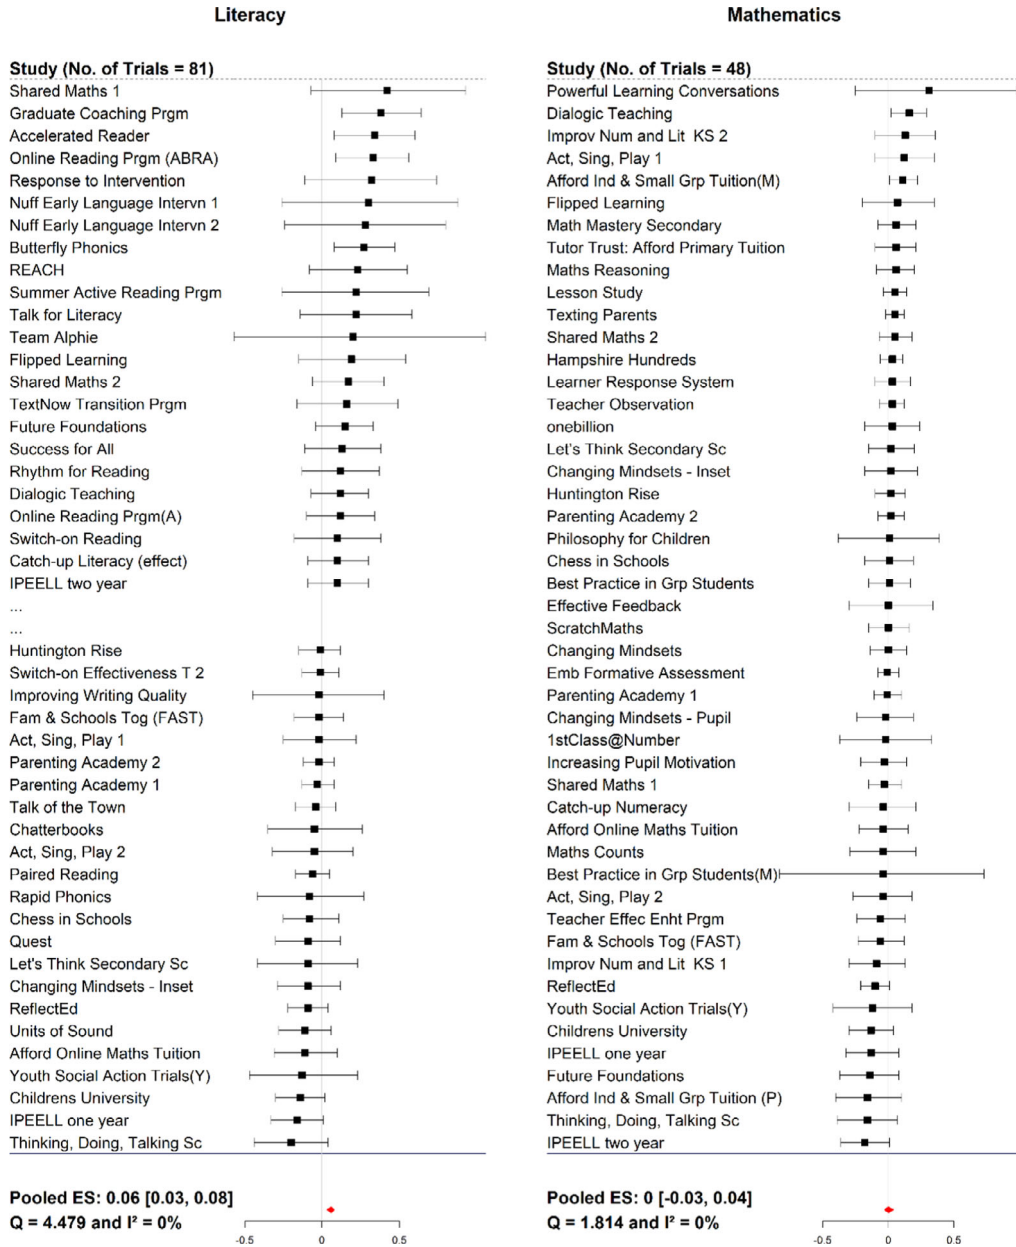 Literacy
Study (No. of Trials = 81)
Shared Maths 1
Graduate Coaching Prgm
Accelerated Reader
Online Reading Prgm (ABRA)
Response to Intervention
Nuff Early Language Intervn 1
Nuff Early Language Intervn 2
Butterfly Phonics
REACH
Summer Active Reading Prgm
Talk for Literacy
Team Alphie
Flipped Learning
Shared Maths 2
TextNow Transition Prgm
Future Foundations
Success for All
Rhythm for Reading
Dialogic Teaching
Online Reading Prgm(A)
Switch-on Reading
Catch-up Literacy (effect)
IPEELL two year
...
...
Huntington Rise
Switch-on Effectiveness T 2
Improving Writing Quality
Fam & Schools Tog (FAST)
Act, Sing, Play 1
Parenting Academy 2
Parenting Academy 1
Talk of the Town
Chatterbooks
Act, Sing, Play 2
Paired Reading
Rapid Phonics
Chess in Schools
Quest
Let's Think Secondary Sc
Changing Mindsets - Inset
ReflectEd
Units of Sound
Afford Online Maths Tuition
Youth Social Action Trials(Y)
Childrens University
IPEELL one year
Thinking, Doing, Talking Sc
Pooled ES: 0.06 [0.03, 0.08]
Q = 4.479 and I² = 0%
-0.5 0 0.5
Mathematics
Study (No. of Trials = 48)
Powerful Learning Conversations
Dialogic Teaching
Improv Num and Lit KS 2
Act, Sing, Play 1
Afford Ind & Small Grp Tuition(M)
Flipped Learning
Math Mastery Secondary
Tutor Trust: Afford Primary Tuition
Maths Reasoning
Lesson Study
Texting Parents
Shared Maths 2
Hampshire Hundreds
Learner Response System
Teacher Observation
onebillion
Let's Think Secondary Sc
Changing Mindsets - Inset
Huntington Rise
Parenting Academy 2
Philosophy for Children
Chess in Schools
Best Practice in Grp Students
Effective Feedback
ScratchMaths
Changing Mindsets
Emb Formative Assessment
Parenting Academy 1
Changing Mindsets - Pupil
1stClass@Number
Increasing Pupil Motivation
Shared Maths 1
Catch-up Numeracy
Afford Online Maths Tuition
Maths Counts
Best Practice in Grp Students(M)
Act, Sing, Play 2
Teacher Effec Enht Prgm
Fam & Schools Tog (FAST)
Improv Num and Lit KS 1
ReflectEd
Youth Social Action Trials(Y)
Childrens University
IPEELL one year
Future Foundations
Afford Ind & Small Grp Tuition (P)
Thinking, Doing, Talking Sc
IPEELL two year
Pooled ES: 0 [-0.03, 0.04]
Q = 1.814 and I² = 0%
-0.5 0 0.5